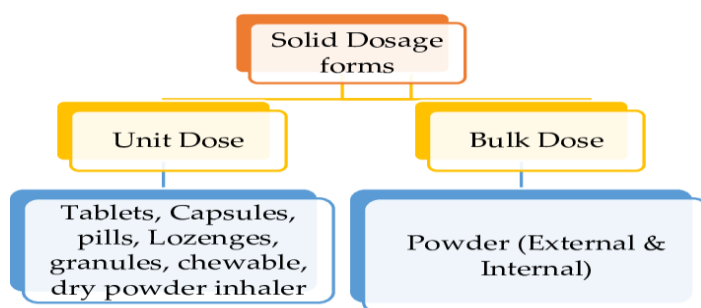 Solid Dosage
forms
Unit Dose
Bulk Dose
Tablets, Capsules,
pills, Lozenges,
granules, chewable,
dry powder inhaler
Powder (External &
Internal)